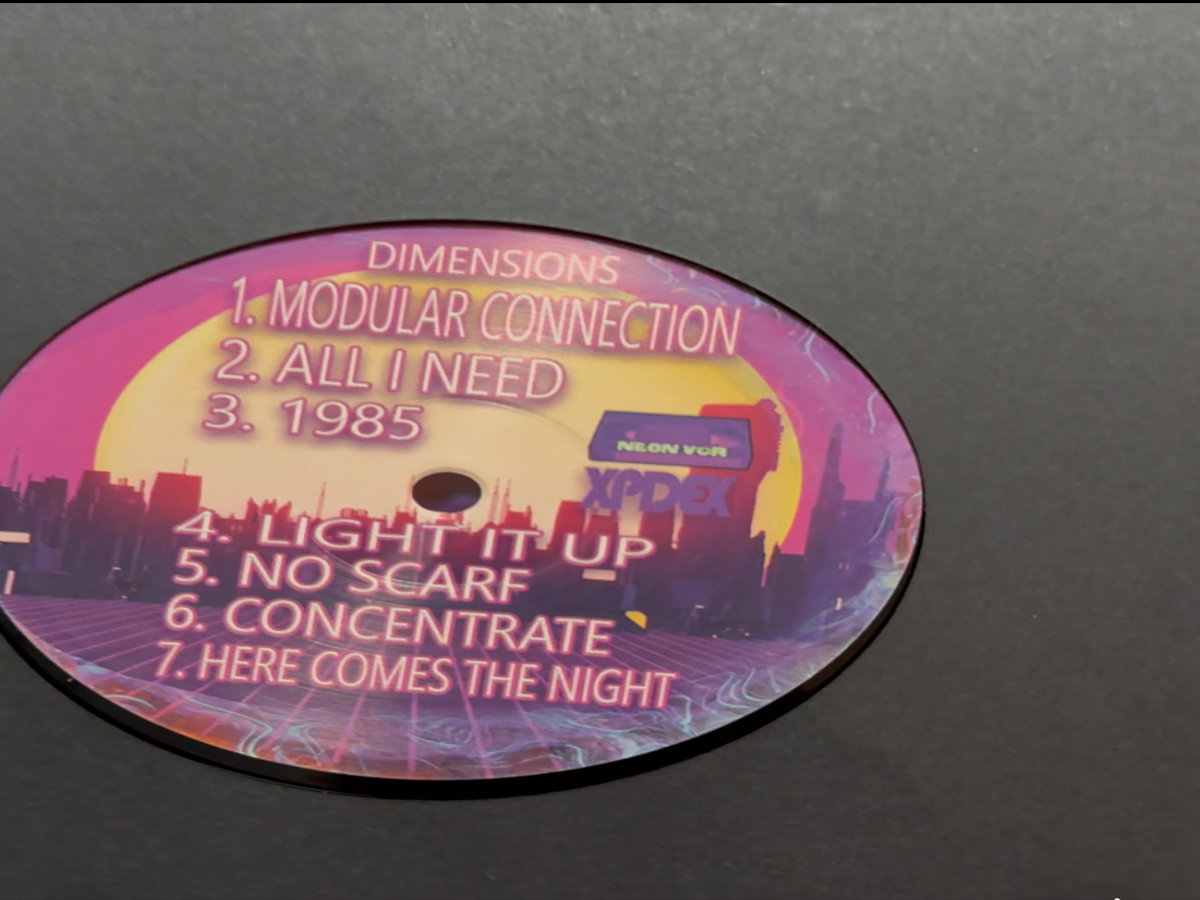 DIMENSIONS
1. MODULAR CONNECTION
2. ALL I NEED
3. 1985
NEON VCR
XPDEX
4. LIGHT IT UP
5. NO SCARF
6. CONCENTRATE
7. HERE COMES THE NIGHT